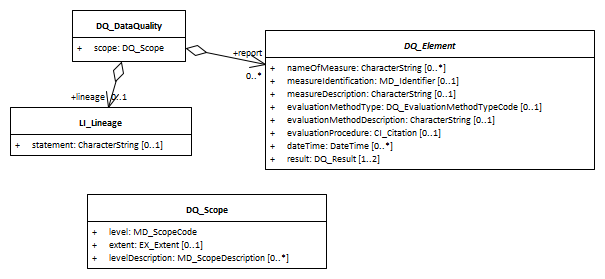 DQ_DataQuality
+ scope: DQ_Scope
+report
0..*
+lineage 0..1
DQ_Element
+ nameOfMeasure: CharacterString [0..*]
+ measureIdentification: MD_Identifier [0..1]
+ measureDescription: CharacterString [0..1]
+ evaluationMethodType: DQ_EvaluationMethodTypeCode [0..1]
+ evaluationMethodDescription: CharacterString [0..1]
+ evaluationProcedure: CI_Citation [0..1]
+ dateTime: DateTime [0..*]
+ result: DQ_Result [1..2]
LI_Lineage
+ statement: CharacterString [0..1]
DQ_Scope
+ level: MD_ScopeCode
+ extent: EX_Extent [0..1]
+ levelDescription: MD_ScopeDescription [0..*]